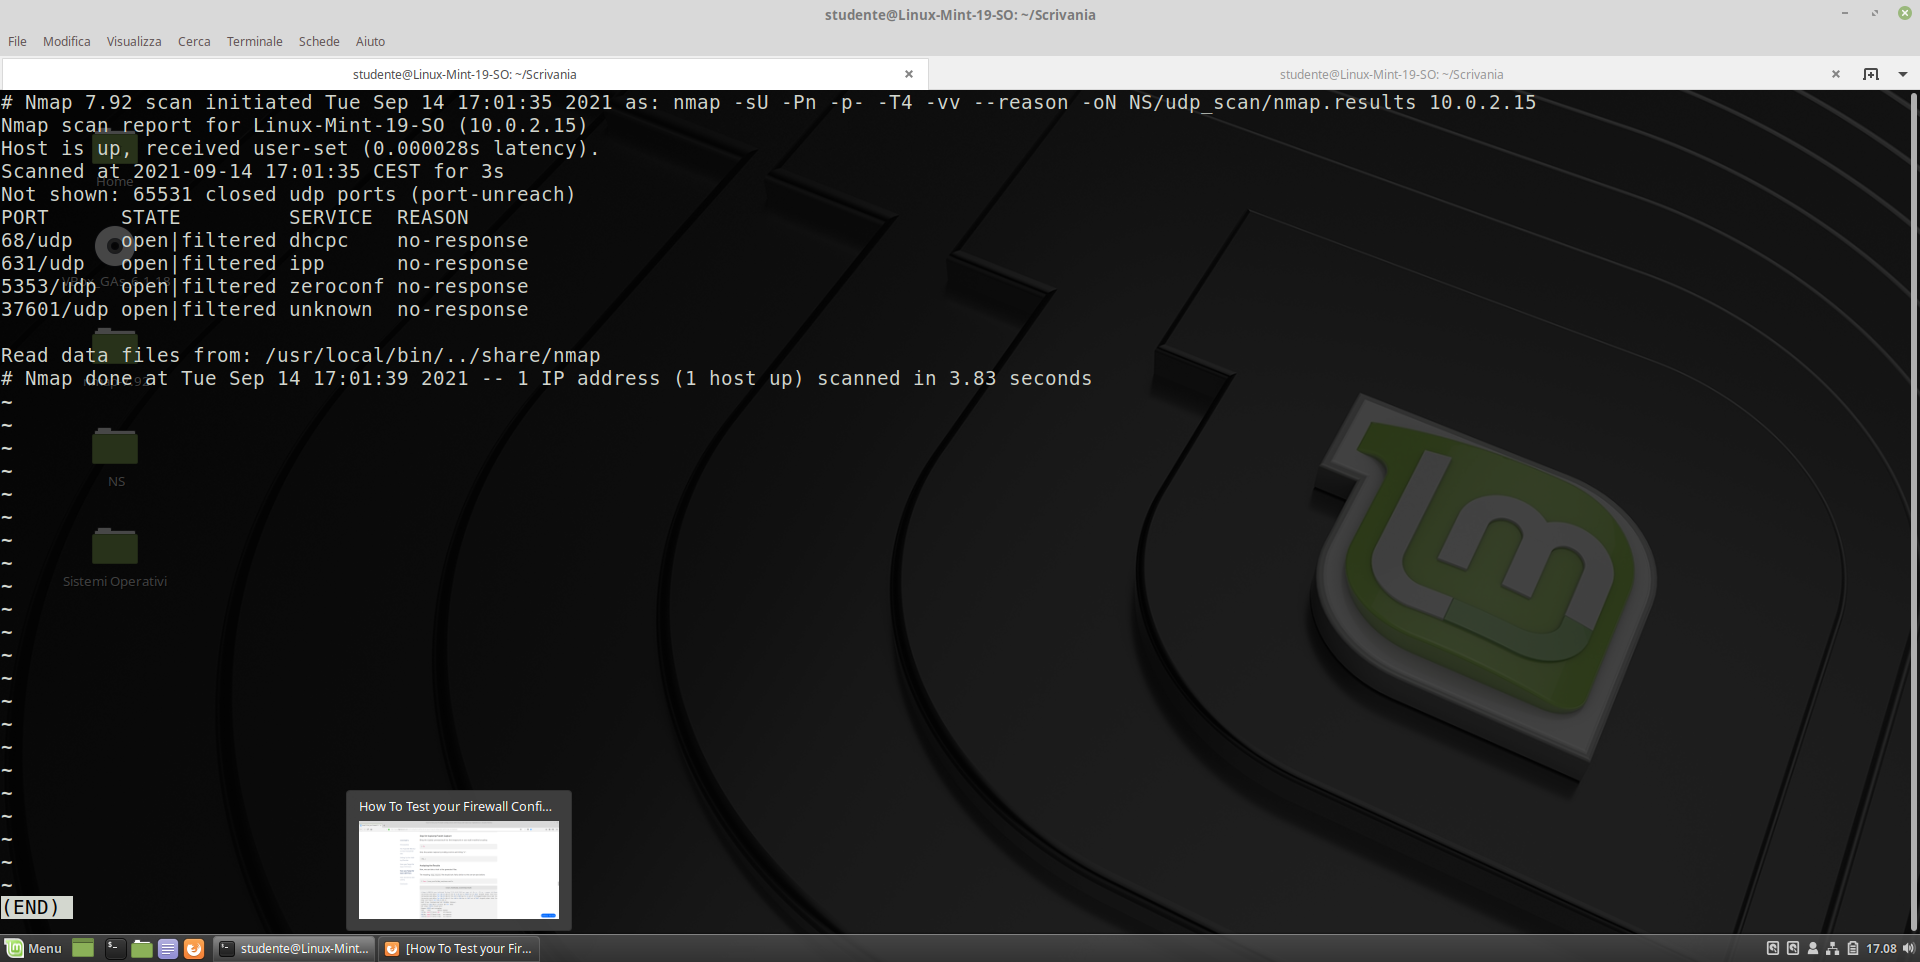 studente@Linux-Mint-19-SO: ~/Scrivania
File Modifica Visualizza Cerca Terminale Schede Aiuto
studente@Linux-Mint-19-SO: ~/Scrivania
studente@Linux-Mint-19-SO: ~/Scrivania
# Nmap 7.92 scan initiated Tue Sep 14 17:01:35 2021 as: nmap -sU -Pn -p- -T4 -vv --reason -oN NS/udp_scan/nmap.results 10.0.2.15
Nmap scan report for Linux-Mint-19-SO (10.0.2.15)
Host is up, received user-set (0.000028s latency).
Scanned at 2021-09-14 17:01:35 CEST for 3s
Home
Not shown: 65531 closed udp ports (port-unreach)
PORT STATE SERVICE REASON
68/udp open|filtered dhcpc no-response
631/udp open|filtered ipp no-response
5353/udp open|filtered zeroconf no-response
37601/udp open|filtered unknown no-response
Read data files from: /usr/local/bin/../share/nmap
# Nmap done at Tue Sep 14 17:01:39 2021 -- 1 IP address (1 host up) scanned in 3.83 seconds
~
~
~
~
NS
~
~
~
~
Sistemi Operativi
~
~
~
~
~
~
~
~
~
~
~
~
~
~
(END)
How To Test your Firewall Confi...
Menu
studente@Linux-Mint...
[How To Test your Fir...
17.08